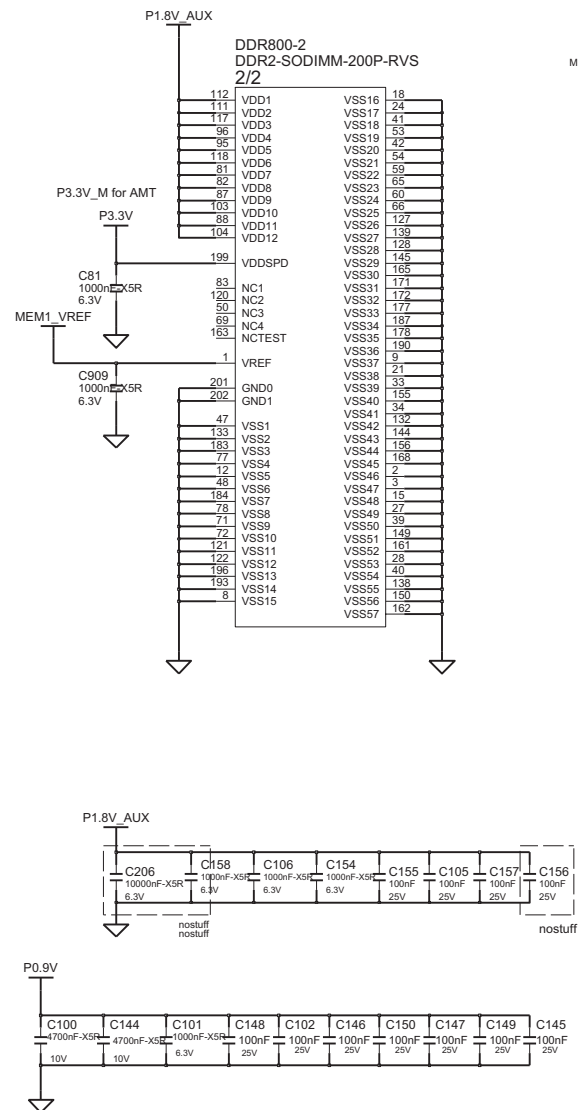 P1.8V_AUX
DDR800-2
DDR2-SODIMM-200P-RVS
2/2
M
112 VDD1 VSS16 18
111 VDD2 VSS17 24
117 VDD3 VSS18 41
96 VDD4 VSS19 53
95 VDD5 VSS20 42
118 VDD6 VSS21 54
81 VDD7 VSS22 59
82 VDD8 VSS23 65
87 VDD9 VSS24 60
103 VDD10 VSS25 66
88 VDD11 VSS26 127
104 VDD12 VSS27 139
VSS28 128
199 VDDSPD VSS29 145
VSS30 165
83 NC1 VSS31 171
120 NC2 VSS32 172
50 NC3 VSS33 177
69 NC4 VSS34 187
163 NCTEST VSS35 178
VSS36 190
1 VREF VSS37 9
VSS38 21
201 GND0 VSS39 33
202 GND1 VSS40 155
VSS41 34
47 VSS1 VSS42 132
133 VSS2 VSS43 144
183 VSS3 VSS44 156
77 VSS4 VSS45 168
12 VSS5 VSS46 2
48 VSS6 VSS47 3
184 VSS7 VSS48 15
78 VSS8 VSS49 27
71 VSS9 VSS50 39
72 VSS10 VSS51 149
121 VSS11 VSS52 161
122 VSS12 VSS53 28
196 VSS13 VSS54 40
193 VSS14 VSS55 138
8 VSS15 VSS56 150
VSS57 162
P3.3V_M for AMT
P3.3V
C81
1000nF-X5R
6.3V
MEM1_VREF
C909
1000nF-X5R
6.3V
P1.8V_AUX
C206 C158 C106 C154 C155 C105 C157 C156
10000nF-X5R 1000nF-X5R 1000nF-X5R 1000nF-X5R 100nF 100nF 100nF 100nF
6.3V 6.3V 6.3V 6.3V 25V 25V 25V 25V
nostuff
nostuff
nostuff
P0.9V
C100 C144 C101 C148 C102 C146 C150 C147 C149 C145
4700nF-X5R 4700nF-X5R 1000nF-X5R 100nF 100nF 100nF 100nF 100nF 100nF 100nF
10V 10V 6.3V 25V 25V 25V 25V 25V 25V 25V